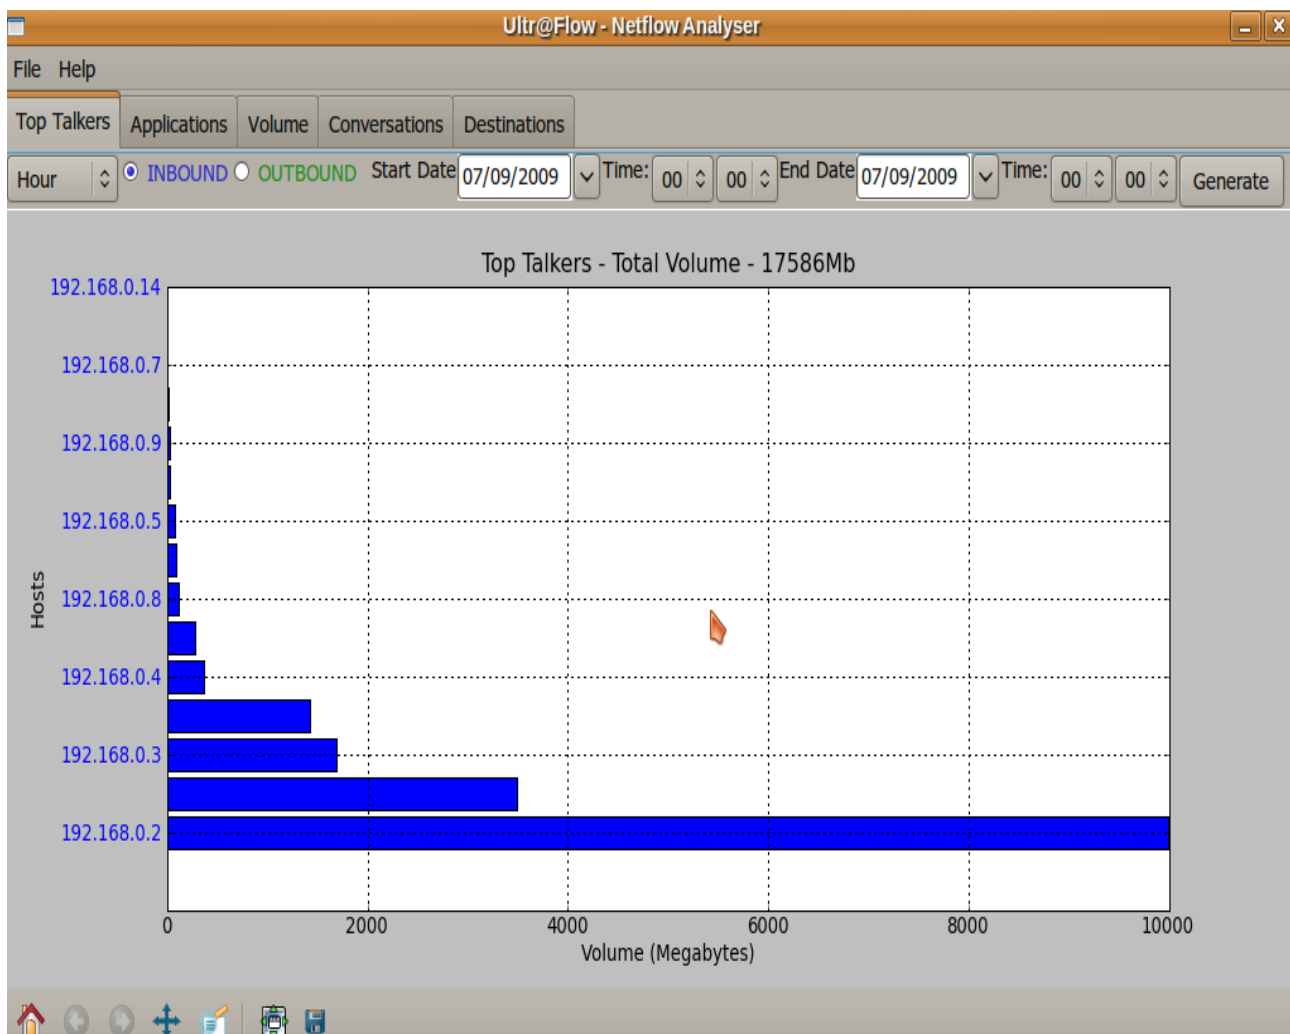 Ultr@Flow - Netflow Analyser
File Help
Top Talkers Applications Volume Conversations Destinations
Hour INBOUND OUTBOUND Start Date 07/09/2009 Time: 00 00 End Date 07/09/2009 Time: 00 00 Generate
Top Talkers - Total Volume - 17586Mb
192.168.0.14
192.168.0.7
192.168.0.9
192.168.0.5
192.168.0.8
192.168.0.4
192.168.0.3
192.168.0.2
Hosts
0 2000 4000 6000 8000 10000
Volume (Megabytes)